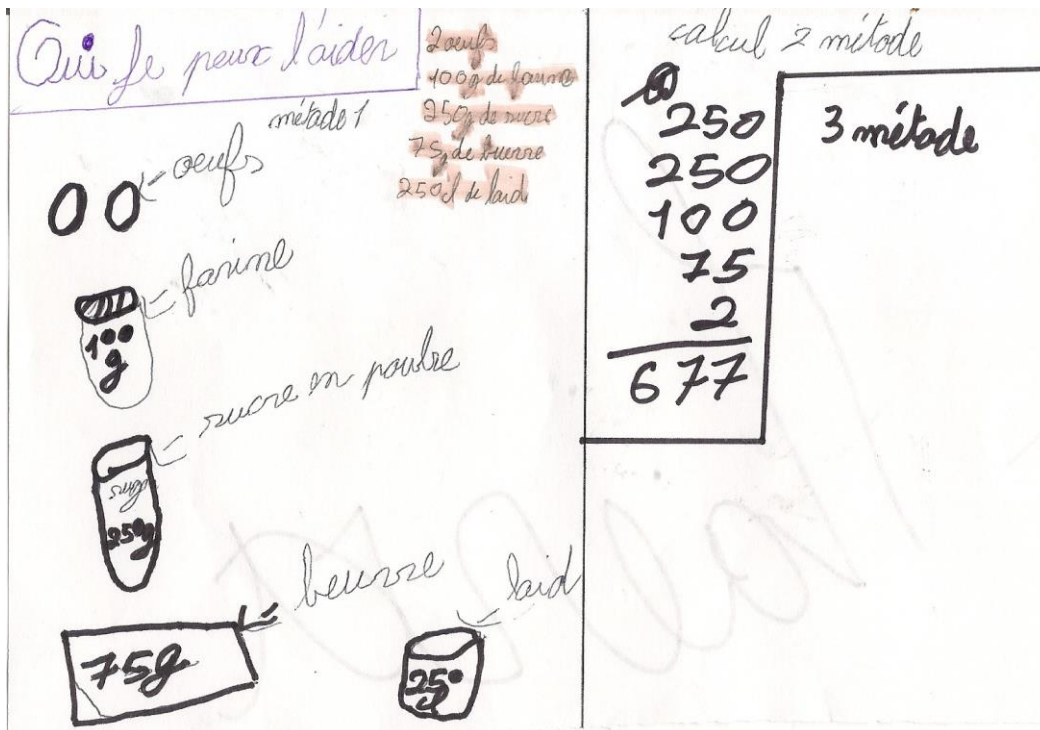 Oui Je peux l'aider
2 oeufs
100g de farine
250g de sucre
75g de buerre
250cl de laid
métode 1
oeufs
farine
100
g
sucre en poudre
250g
beurre
75g
laid
250
cl
calcul 2 métode
250
250
100
75
2
677
3 métode